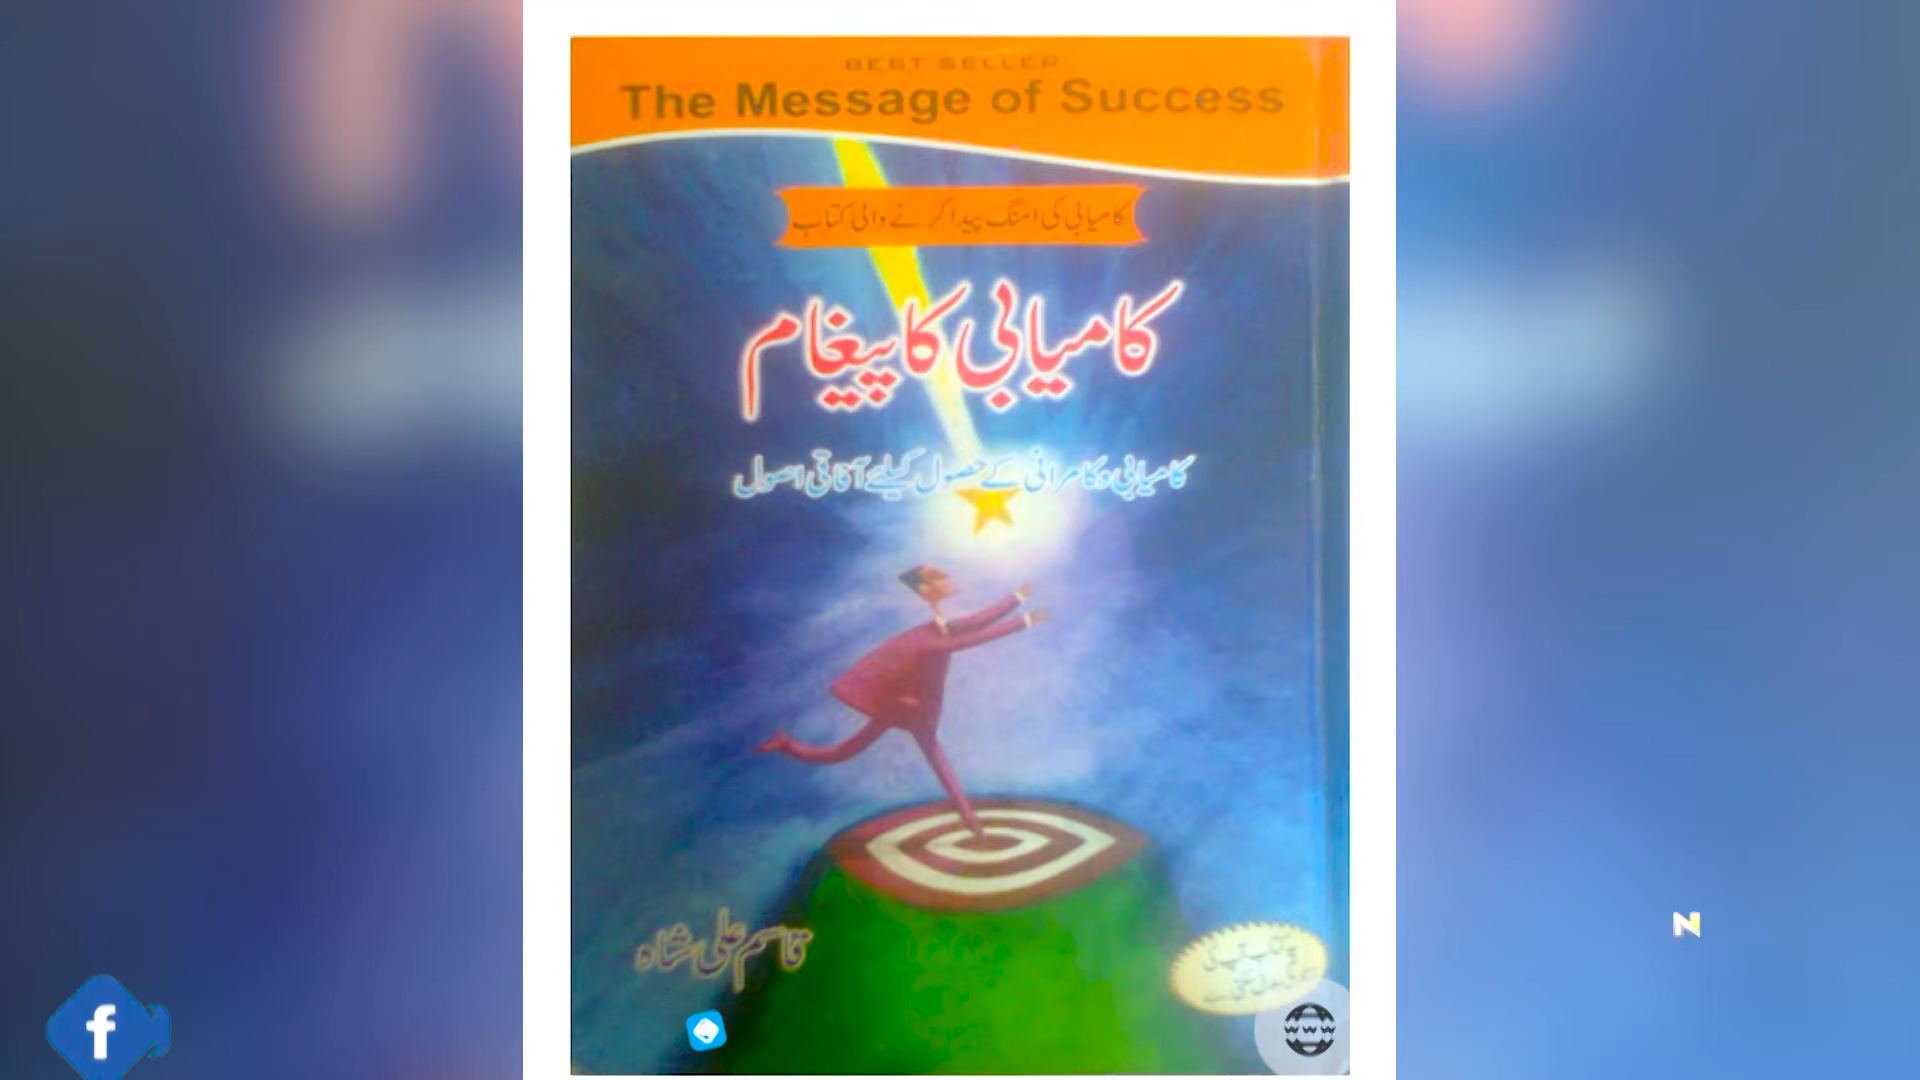 BEST SELLER
The Message of Success
کامیابی کی امنگ پیدا کرنے والی کتاب
کامیابی کا پیغام
کامیابی و کامرانی کے حصول کیلئے آفاقی اصول
قاسم علی شاہ
f
www
N